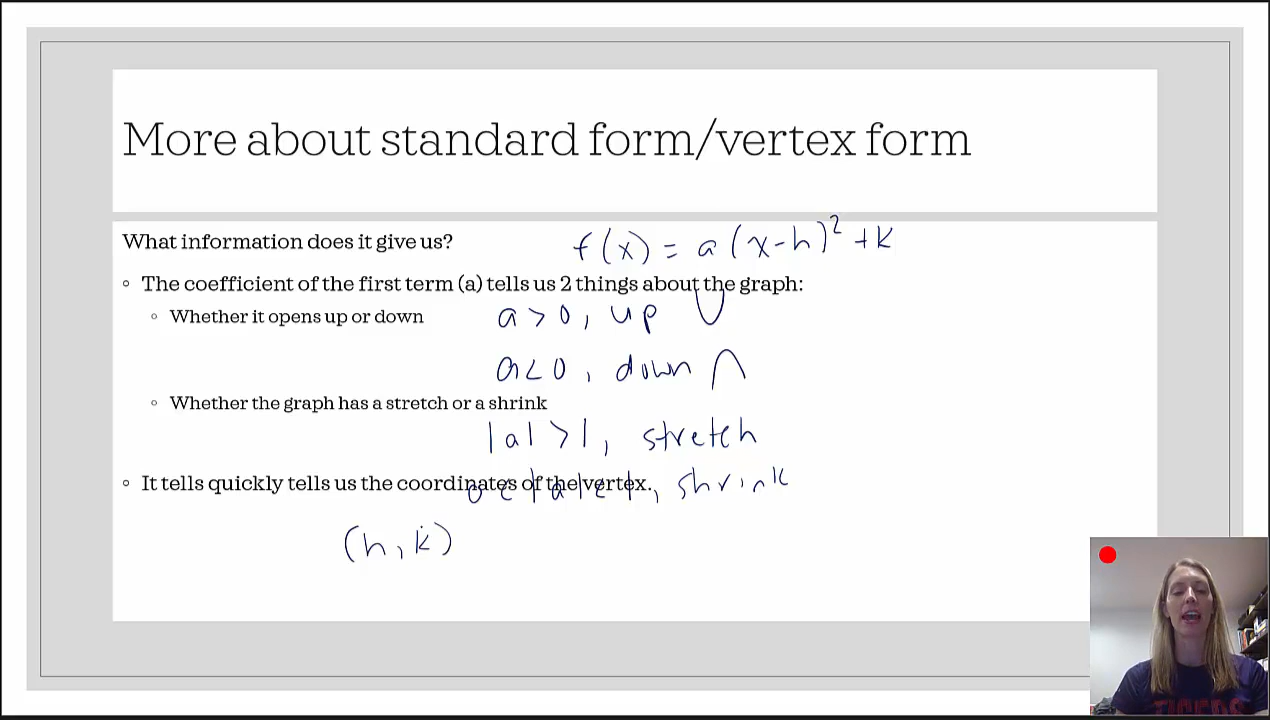 More about standard form/vertex form
What information does it give us? f(x) = a(x-h)² + k
◦ The coefficient of the first term (a) tells us 2 things about the graph:
◦ Whether it opens up or down a > 0, up
a < 0, down
◦ Whether the graph has a stretch or a shrink
|a| > 1, stretch
◦ It tells quickly tells us the coordinates of the vertex. 0 < |a| < 1, shrink
(h, k)
TIGERS